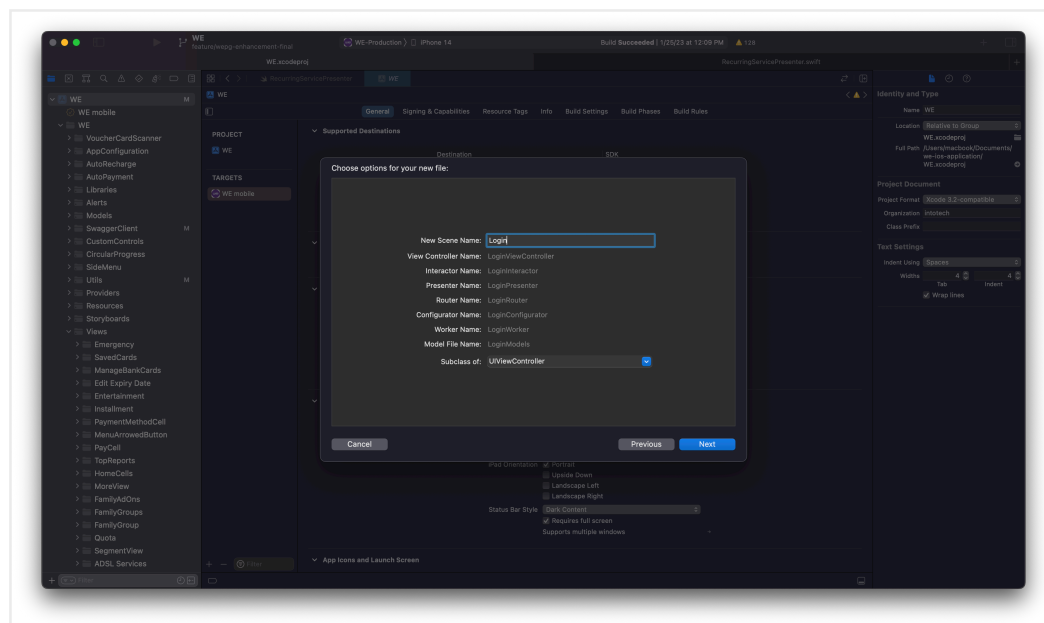 WE
feature/wepg-enhancement-final
WE-Production
iPhone 14
Build Succeeded | 1/25/23 at 12:09 PM
128
WE.xcodeproj
RecurringServicePresenter.swift
RecurringServicePresenter
WE
WE M
WE mobile
WE
VoucherCardScanner
AppConfiguration
AutoRecharge
AutoPayment
Libraries
Alerts
Models
SwaggerClient M
CustomControls
CircularProgress
SideMenu
Utils M
Providers
Resources
Storyboards
Views
Emergency
SavedCards
ManageBankCards
Edit Expiry Date
Entertainment
Installment
PaymentMethodCell
MenuArrowedButton
PayCell
TopReports
HomeCells
MoreView
FamilyAdOns
FamilyGroups
FamilyGroup
Quota
SegmentView
ADSL Services
Filter
WE
General Signing & Capabilities Resource Tags Info Build Settings Build Phases Build Rules
PROJECT
WE
TARGETS
WE mobile
Filter
Supported Destinations
Destination SDK
Choose options for your new file:
New Scene Name: Login
View Controller Name: LoginViewController
Interactor Name: LoginInteractor
Presenter Name: LoginPresenter
Router Name: LoginRouter
Configurator Name: LoginConfigurator
Worker Name: LoginWorker
Model File Name: LoginModels
Subclass of: UIViewController
Cancel Previous Next
iPad Orientation Portrait
Upside Down
Landscape Left
Landscape Right
Status Bar Style Dark Content
Requires full screen
Supports multiple windows
App Icons and Launch Screen
Identity and Type
Name WE
Location Relative to Group
WE.xcodeproj
Full Path /Users/macbook/Documents/
we-ios-application/
WE.xcodeproj
Project Document
Project Format Xcode 3.2-compatible
Organization Intotech
Class Prefix
Text Settings
Indent Using Spaces
Widths 4 4
Tab Indent
Wrap lines